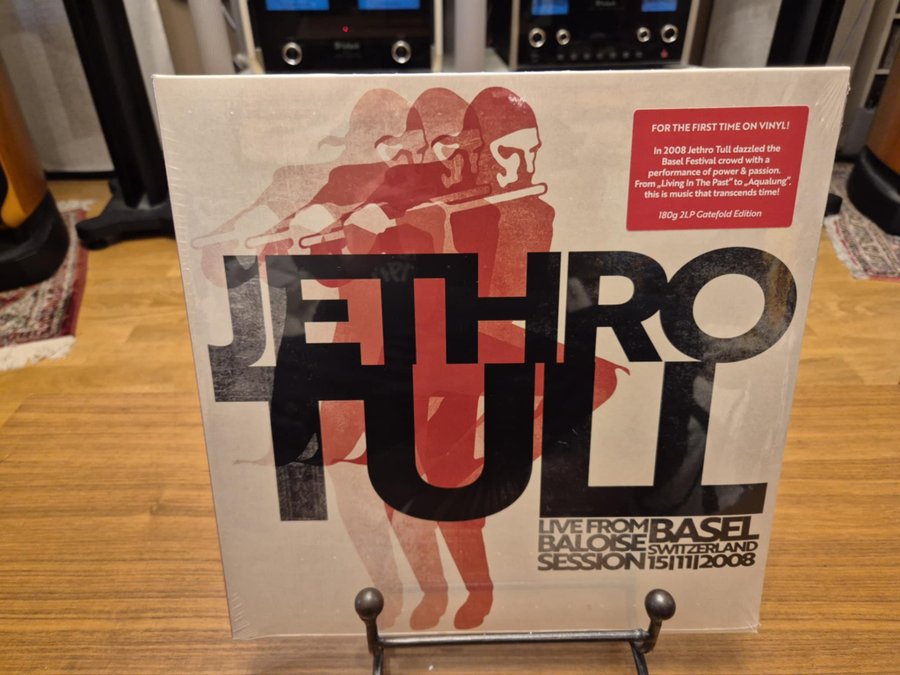 FOR THE FIRST TIME ON VINYL!
In 2008 Jethro Tull dazzled the
Basel Festival crowd with a
performance of power & passion.
From „Living In The Past" to „Aqualung",
this is music that transcends time!
180g 2LP Gatefold Edition
JETHRO
TULL
LIVE FROM
BALOISE
SESSION
BASEL
SWITZERLAND
15|11|2008